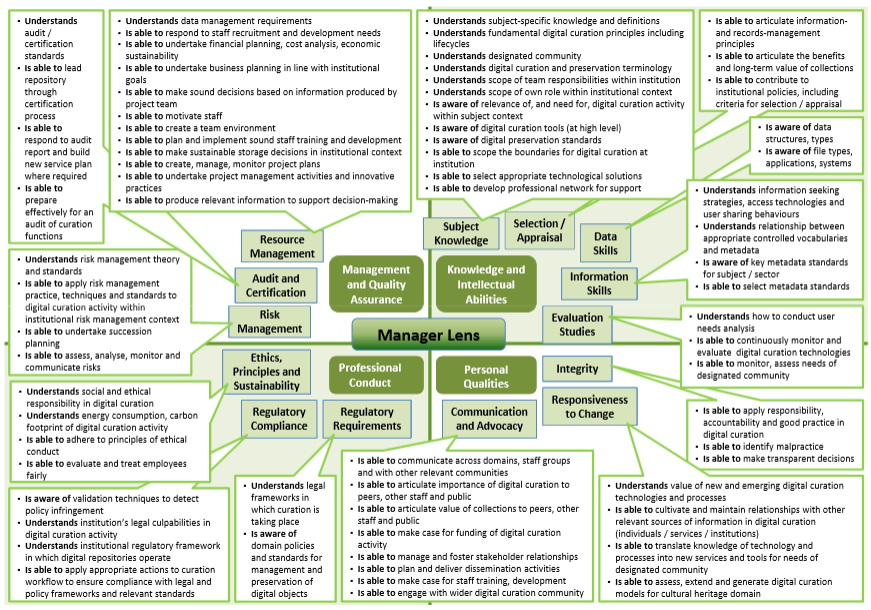 • Understands
audit /
certification
standards
• Is able to lead
repository
through
certification
process
• Is able to
respond to audit
report and build
new service plan
where required
• Is able to
prepare
effectively for an
audit of curation
functions
• Understands data management requirements
• Is able to respond to staff recruitment and development needs
• Is able to undertake financial planning, cost analysis, economic
sustainability
• Is able to undertake business planning in line with institutional
goals
• Is able to make sound decisions based on information produced by
project team
• Is able to motivate staff
• Is able to create a team environment
• Is able to plan and implement sound staff training and development
• Is able to make sustainable storage decisions in institutional context
• Is able to create, manage, monitor project plans
• Is able to undertake project management activities and innovative
practices
• Is able to produce relevant information to support decision-making
• Understands subject-specific knowledge and definitions
• Understands fundamental digital curation principles including
lifecycles
• Understands designated community
• Understands digital curation and preservation terminology
• Understands scope of team responsibilities within institution
• Understands scope of own role within institutional context
• Is aware of relevance of, and need for, digital curation activity
within subject context
• Is aware of digital curation tools (at high level)
• Is aware of digital preservation standards
• Is able to scope the boundaries for digital curation at
institution
• Is able to select appropriate technological solutions
• Is able to develop professional network for support
• Is able to articulate information-
and records-management
principles
• Is able to articulate the benefits
and long-term value of collections
• Is able to contribute to
institutional policies, including
criteria for selection / appraisal
• Is aware of data
structures, types
• Is aware of file types,
applications, systems
• Understands information seeking
strategies, access technologies and
user sharing behaviours
• Understands relationship between
appropriate controlled vocabularies
and metadata
• Is aware of key metadata standards
for subject / sector
• Is able to select metadata standards
Resource
Management
Audit and
Certification
Risk
Management
Management
and Quality
Assurance
Subject
Knowledge
Selection /
Appraisal
Data
Skills
Information
Skills
Knowledge and
Intellectual
Abilities
Evaluation
Studies
• Understands risk management theory
and standards
• Is able to apply risk management
practice, techniques and standards to
digital curation activity within
institutional risk management context
• Is able to undertake succession
planning
• Is able to assess, analyse, monitor and
communicate risks
Manager Lens
• Understands how to conduct user
needs analysis
• Is able to continuously monitor and
evaluate digital curation technologies
• Is able to monitor, assess needs of
designated community
Ethics,
Principles and
Sustainability
Professional
Conduct
Personal
Qualities
Integrity
Regulatory
Compliance
Regulatory
Requirements
Communication
and Advocacy
Responsiveness
to Change
• Understands social and ethical
responsibility in digital curation
• Understands energy consumption, carbon
footprint of digital curation activity
• Is able to adhere to principles of ethical
conduct
• Is able to evaluate and treat employees
fairly
• Is able to apply responsibility,
accountability and good practice in
digital curation
• Is able to identify malpractice
• Is able to make transparent decisions
• Is aware of validation techniques to detect
policy infringement
• Understands institution's legal culpabilities in
digital curation activity
• Understands institutional regulatory framework
in which digital repositories operate
• Is able to apply appropriate actions to curation
workflow to ensure compliance with legal and
policy frameworks and relevant standards
• Understands legal
frameworks in
which curation is
taking place
• Is aware of
domain policies
and standards for
management and
preservation of
digital objects
• Is able to communicate across domains, staff groups
and with other relevant communities
• Is able to articulate importance of digital curation to
peers, other staff and public
• Is able to articulate value of collections to peers, other
staff and public
• Is able to make case for funding of digital curation
activity
• Is able to manage and foster stakeholder relationships
• Is able to plan and deliver dissemination activities
• Is able to make case for staff training, development
• Is able to engage with wider digital curation community
• Understands value of new and emerging digital curation
technologies and processes
• Is able to cultivate and maintain relationships with other
relevant sources of information in digital curation
(individuals / services / institutions)
• Is able to translate knowledge of technology and
processes into new services and tools for needs of
designated community
• Is able to assess, extend and generate digital curation
models for cultural heritage domain